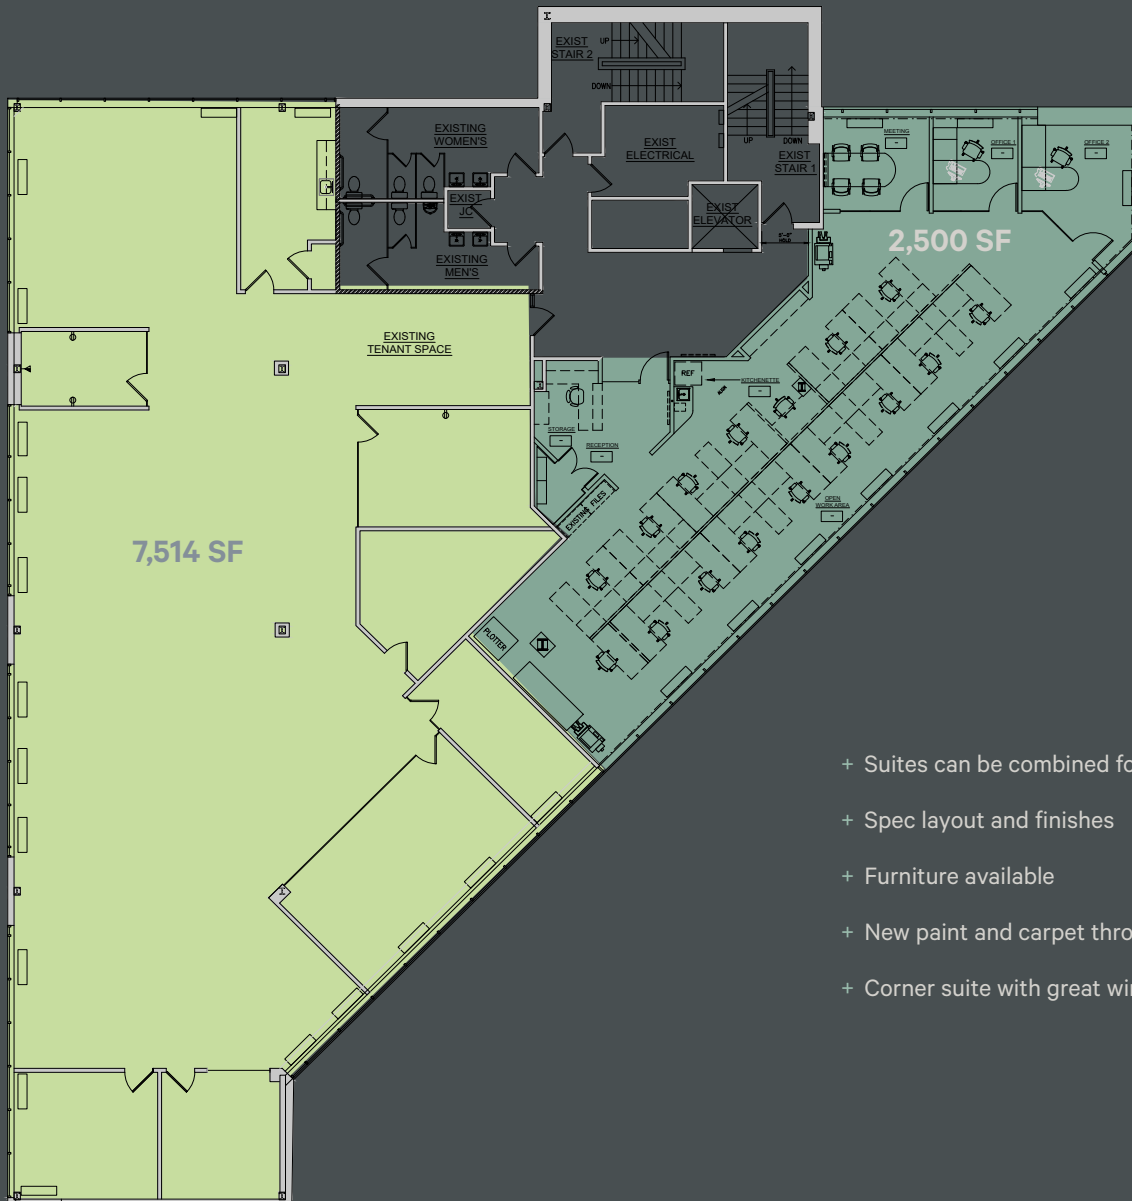 EXIST
STAIR 2
UP
DOWN
EXISTING
WOMEN'S
EXIST
ELECTRICAL
UP
DOWN
EXIST
STAIR 1
MEETING
OFFICE 1
OFFICE 2
EXIST
JC
EXIST
ELEVATOR
5'-0"
HOLD
2,500 SF
EXISTING
MEN'S
EXISTING
TENANT SPACE
REF
KITCHENETTE
STORAGE
RECEPTION
EXISTING FILES
OPEN
WORK AREA
7,514 SF
PLOTTER
+ Suites can be combined fo
+ Spec layout and finishes
+ Furniture available
+ New paint and carpet thro
+ Corner suite with great wi